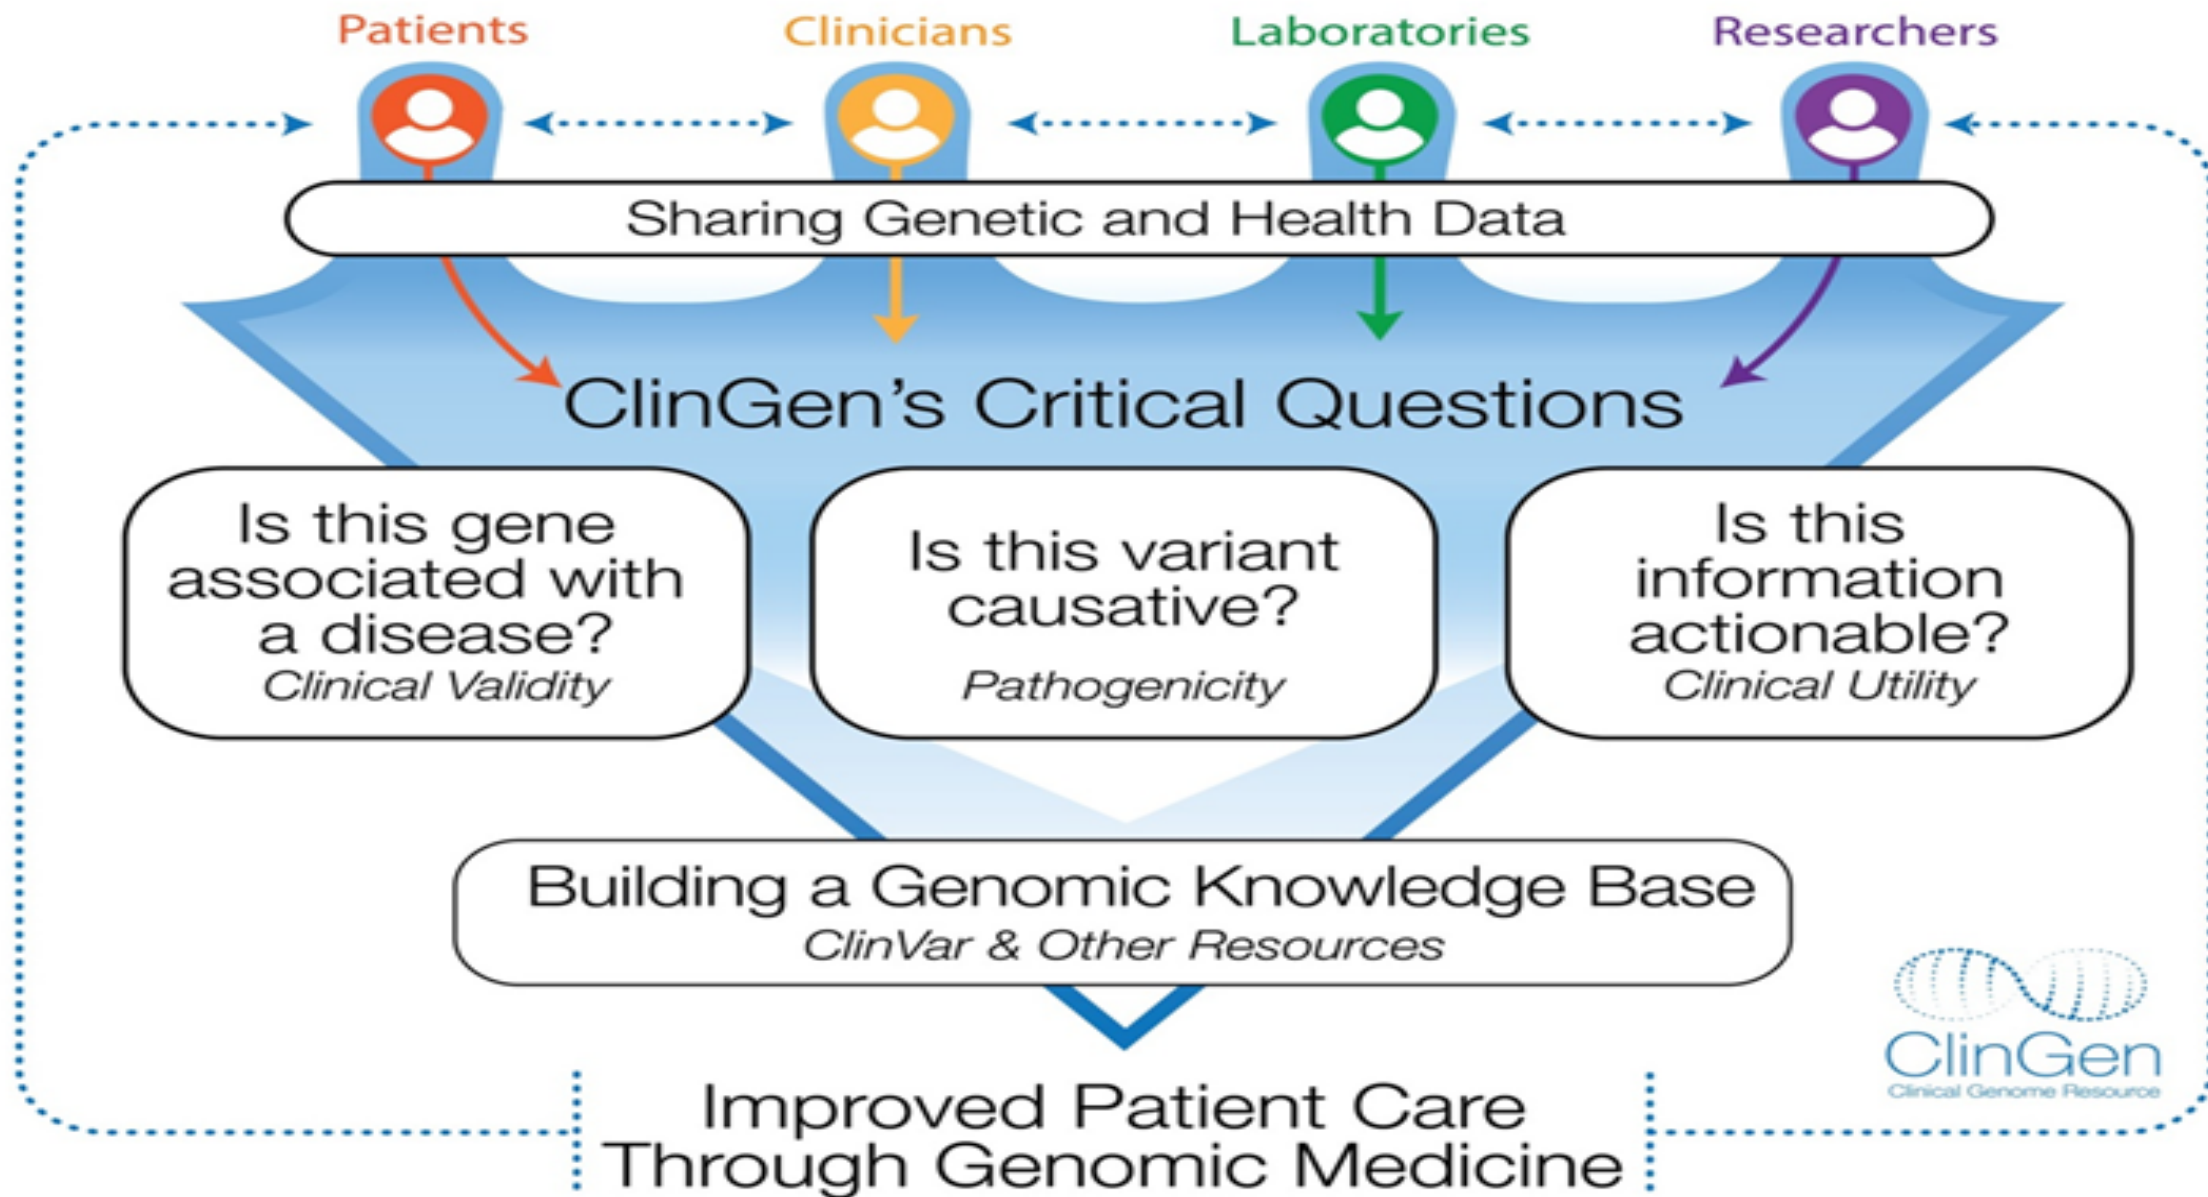 Patients
Clinicians
Laboratories
Researchers
Sharing Genetic and Health Data
ClinGen’s Critical Questions
Is this gene
associated with
a disease?
Clinical Validity
Is this variant
causative?
Pathogenicity
Is this
information
actionable?
Clinical Utility
Building a Genomic Knowledge Base
ClinVar & Other Resources
ClinGen
Clinical Genome Resource
Improved Patient Care
Through Genomic Medicine